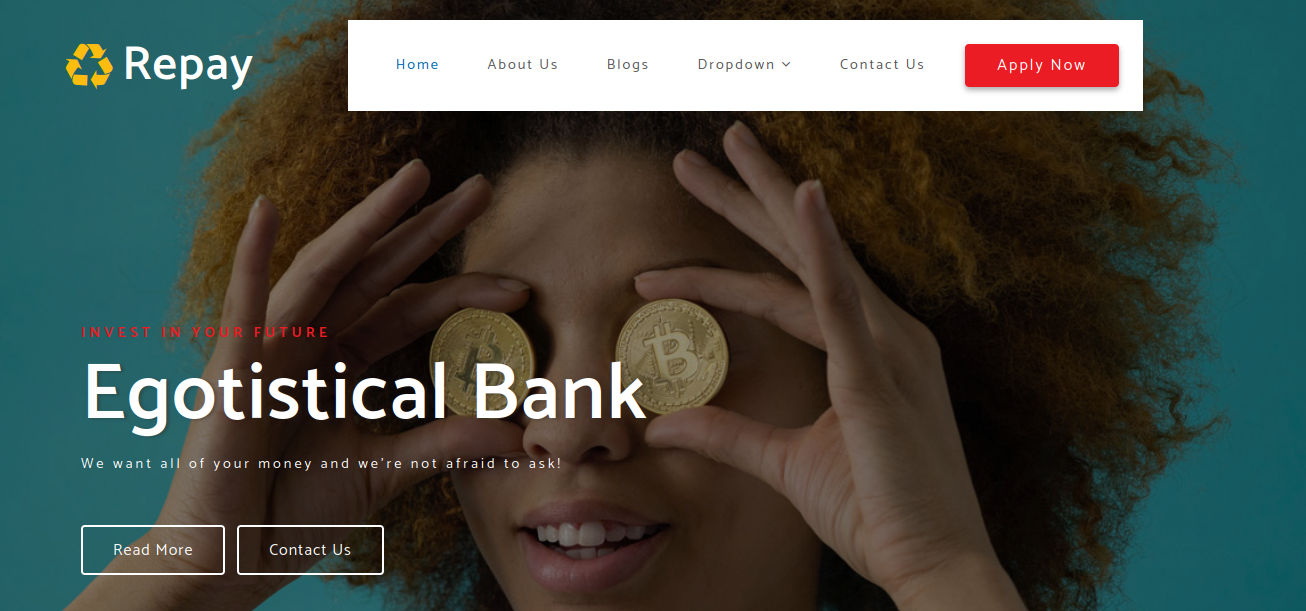 Repay
Home About Us Blogs Dropdown Contact Us Apply Now
INVEST IN YOUR FUTURE
Egotistical Bank
We want all of your money and we're not afraid to ask!
Read More Contact Us